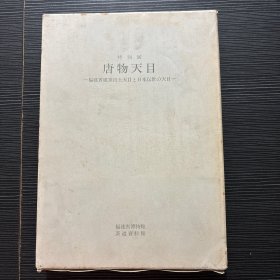 特別展
唐物天目
—福建省建窯出土天目と日本伝世の天目—
福建省博物館
茶道資料館